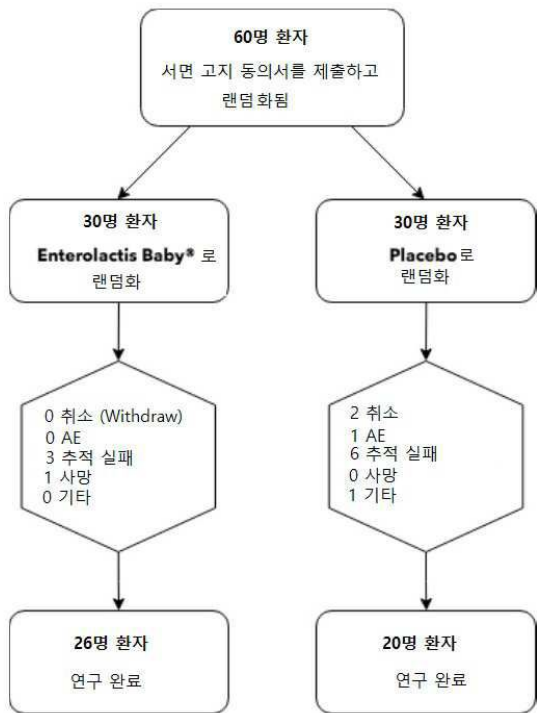 60명 환자
서면 고지 동의서를 제출하고
랜덤화됨
30명 환자
Enterolactis Baby® 로
랜덤화
30명 환자
Placebo로
랜덤화
0 취소 (Withdraw)
0 AE
3 추적 실패
1 사망
0 기타
2 취소
1 AE
6 추적 실패
0 사망
1 기타
26명 환자
연구 완료
20명 환자
연구 완료